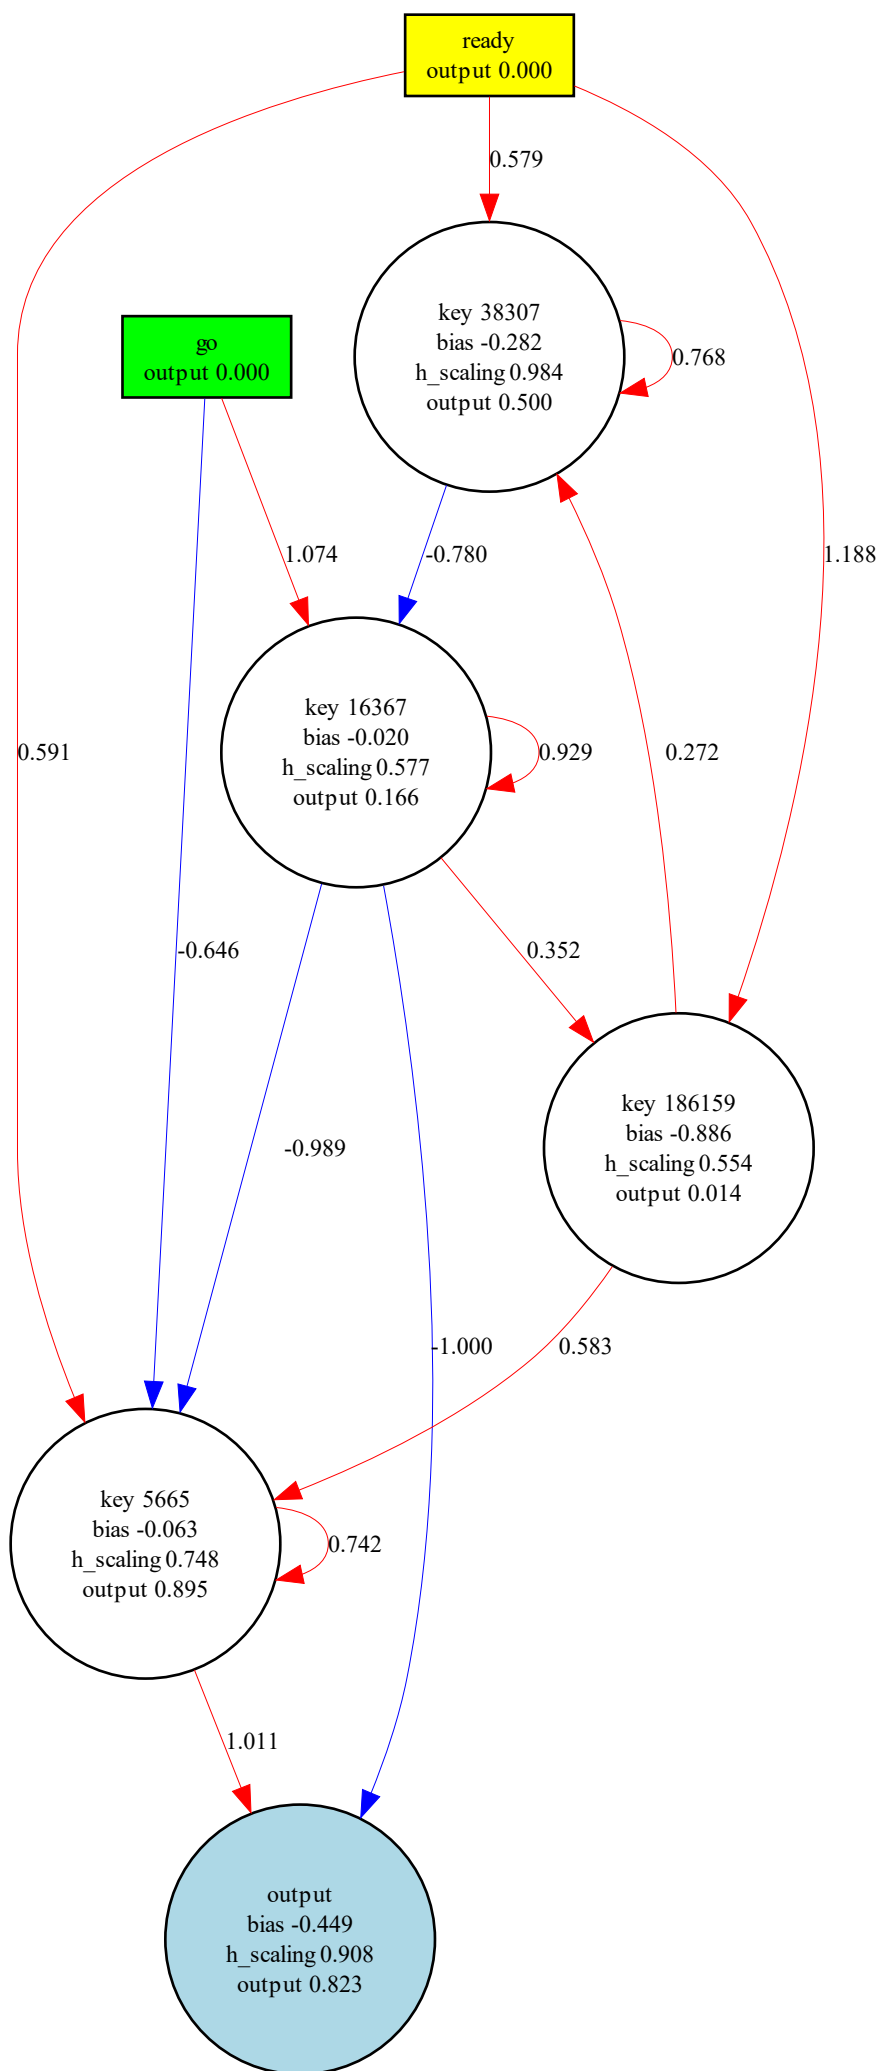 ready
output 0.000
0.579
go
output 0.000
key 38307
bias -0.282
h_scaling 0.984
output 0.500
0.768
1.074
-0.780
1.188
key 16367
bias -0.020
h_scaling 0.577
output 0.166
0.591
0.929
0.272
-0.646
0.352
key 186159
bias -0.886
h_scaling 0.554
output 0.014
-0.989
-1.000
0.583
key 5665
bias -0.063
h_scaling 0.748
output 0.895
0.742
1.011
output
bias -0.449
h_scaling 0.908
output 0.823